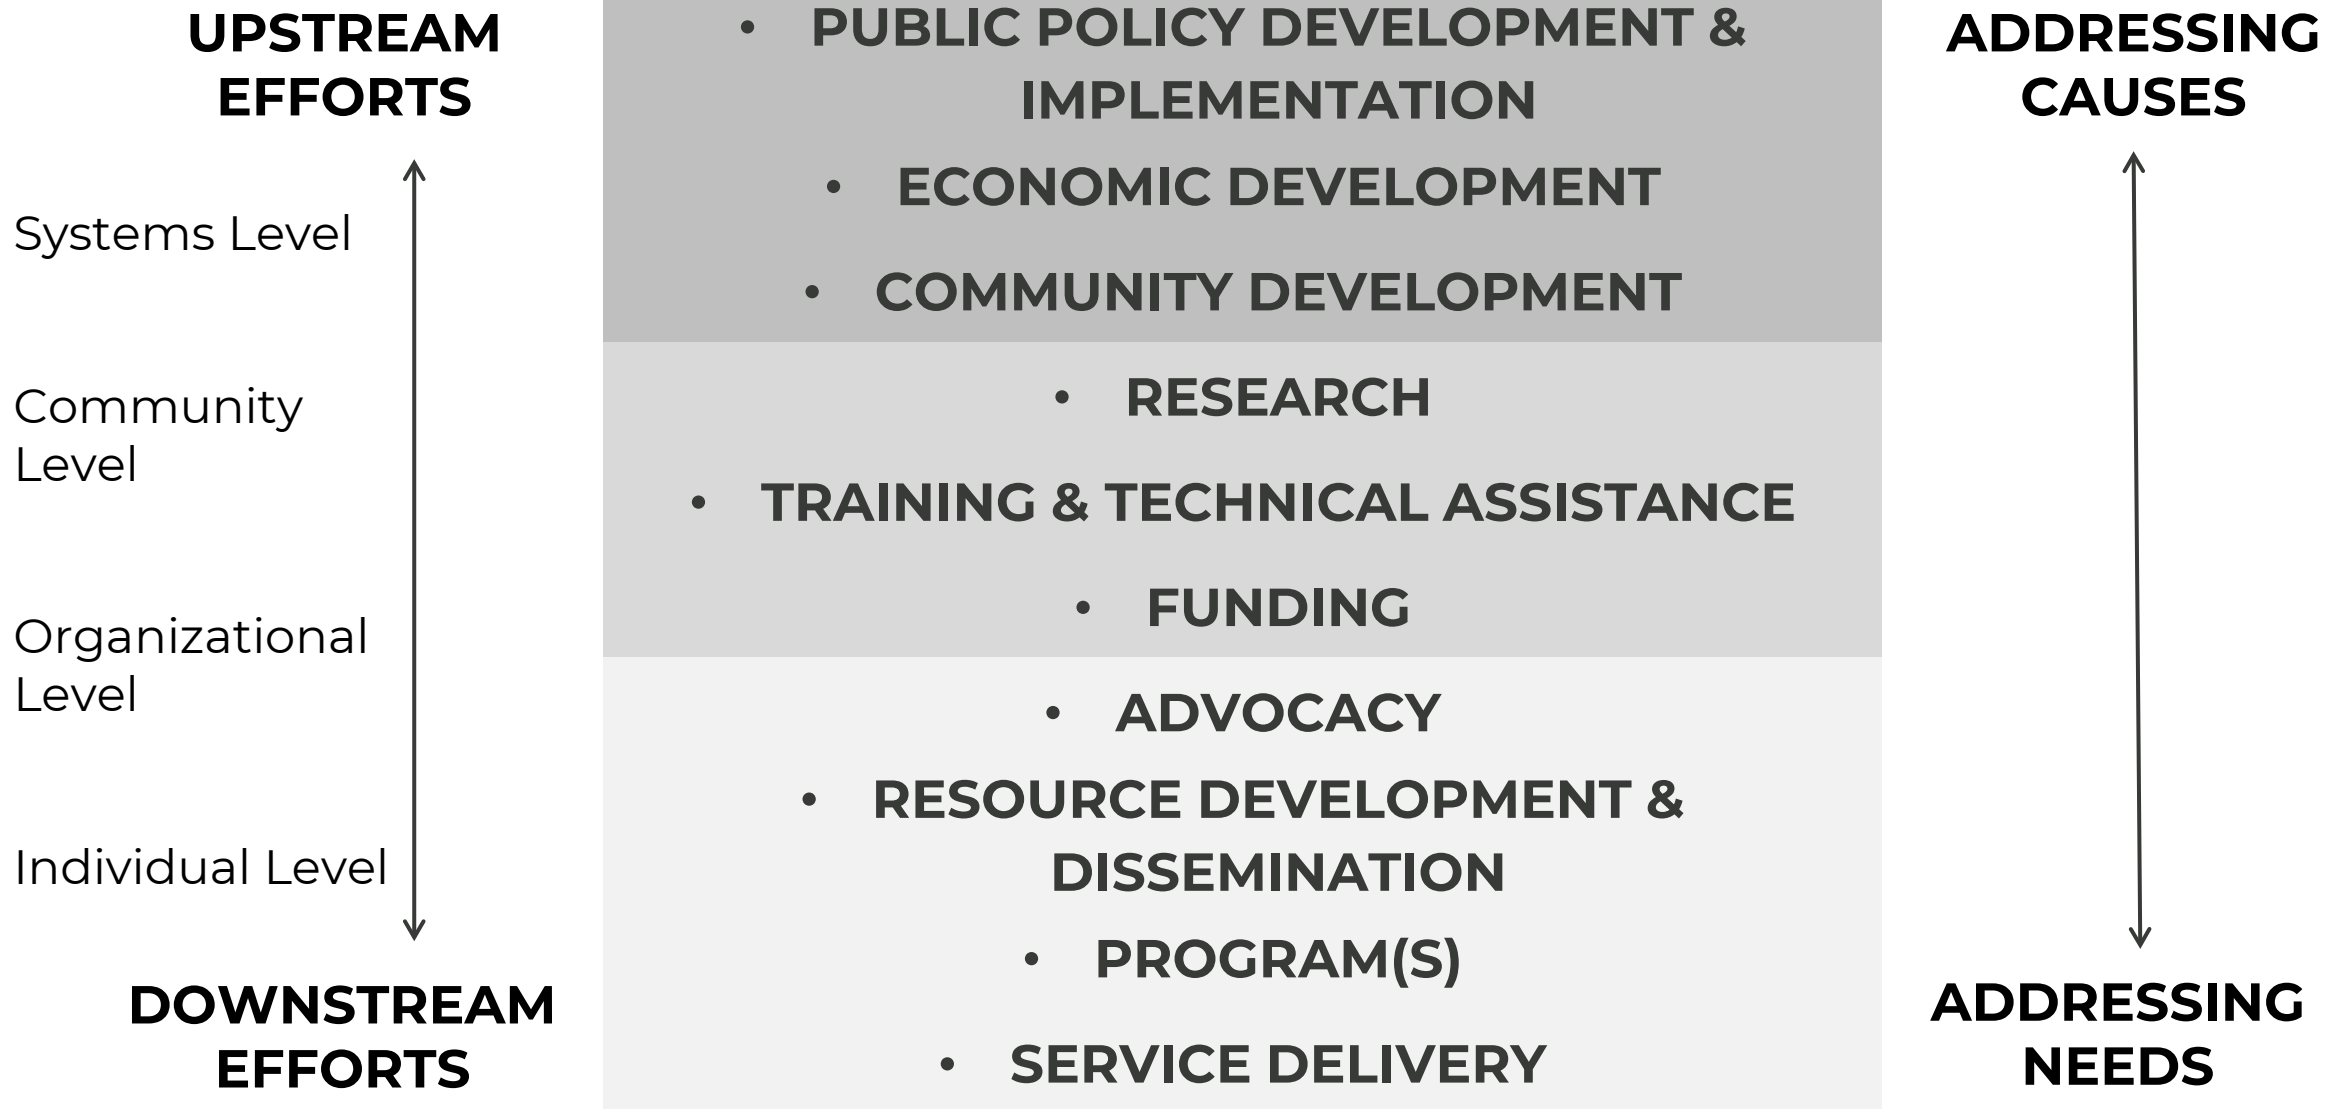 UPSTREAM
EFFORTS
Systems Level
Community
Level
Organizational
Level
Individual Level
DOWNSTREAM
EFFORTS
• PUBLIC POLICY DEVELOPMENT &
IMPLEMENTATION
• ECONOMIC DEVELOPMENT
• COMMUNITY DEVELOPMENT
• RESEARCH
• TRAINING & TECHNICAL ASSISTANCE
• FUNDING
• ADVOCACY
• RESOURCE DEVELOPMENT &
DISSEMINATION
• PROGRAM(S)
• SERVICE DELIVERY
ADDRESSING
CAUSES
ADDRESSING
NEEDS